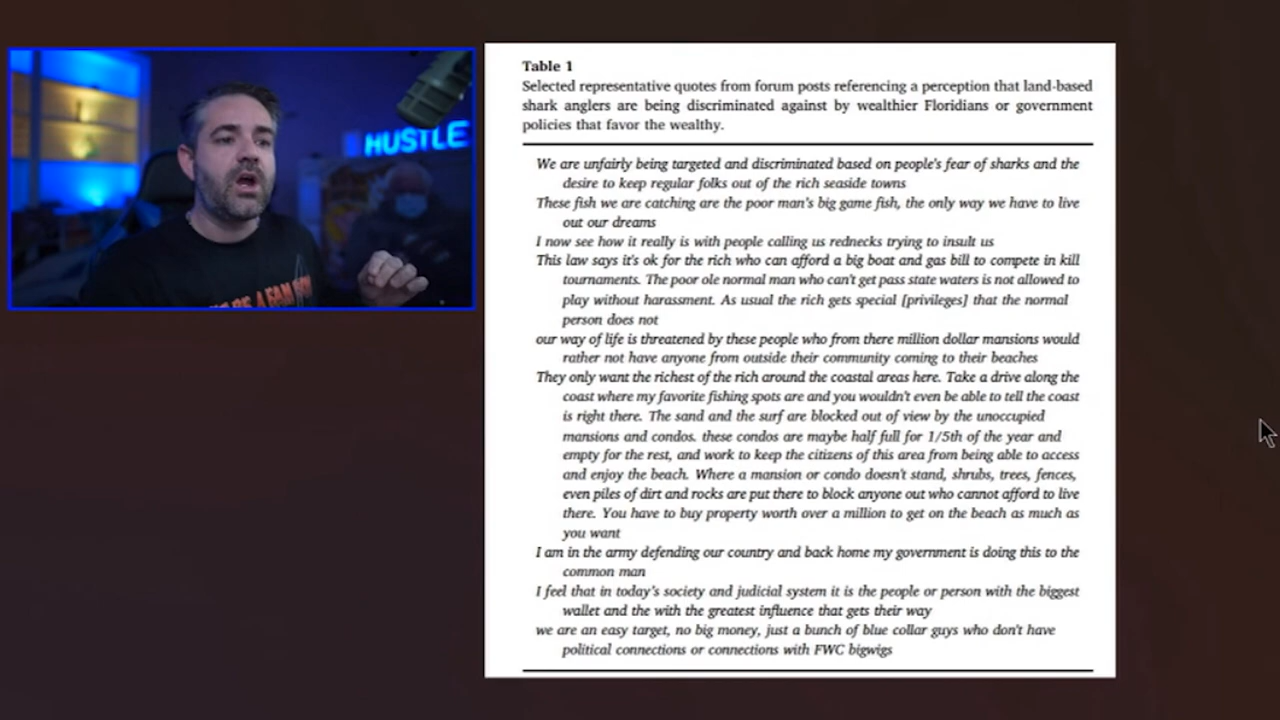 HUSTLE
Table 1
Selected representative quotes from forum posts referencing a perception that land-based
shark anglers are being discriminated against by wealthier Floridians or government
policies that favor the wealthy.
We are unfairly being targeted and discriminated based on people's fear of sharks and the
desire to keep regular folks out of the rich seaside towns
These fish we are catching are the poor man's big game fish, the only way we have to live
out our dreams
I now see how it really is with people calling us rednecks trying to insult us
This law says it's ok for the rich who can afford a big boat and gas bill to compete in kill
tournaments. The poor ole normal man who can't get pass state waters is not allowed to
play without harassment. As usual the rich gets special [privileges] that the normal
person does not
our way of life is threatened by these people who from there million dollar mansions would
rather not have anyone from outside their community coming to their beaches
They only want the richest of the rich around the coastal areas here. Take a drive along the
coast where my favorite fishing spots are and you wouldn't even be able to tell the coast
is right there. The sand and the surf are blocked out of view by the unoccupied
mansions and condos. these condos are maybe half full for 1/5th of the year and
empty for the rest, and work to keep the citizens of this area from being able to access
and enjoy the beach. Where a mansion or condo doesn't stand, shrubs, trees, fences,
even piles of dirt and rocks are put there to block anyone out who cannot afford to live
there. You have to buy property worth over a million to get on the beach as much as
you want
I am in the army defending our country and back home my government is doing this to the
common man
I feel that in today's society and judicial system it is the people or person with the biggest
wallet and the with the greatest influence that gets their way
we are an easy target, no big money, just a bunch of blue collar guys who don't have
political connections or connections with FWC bigwigs